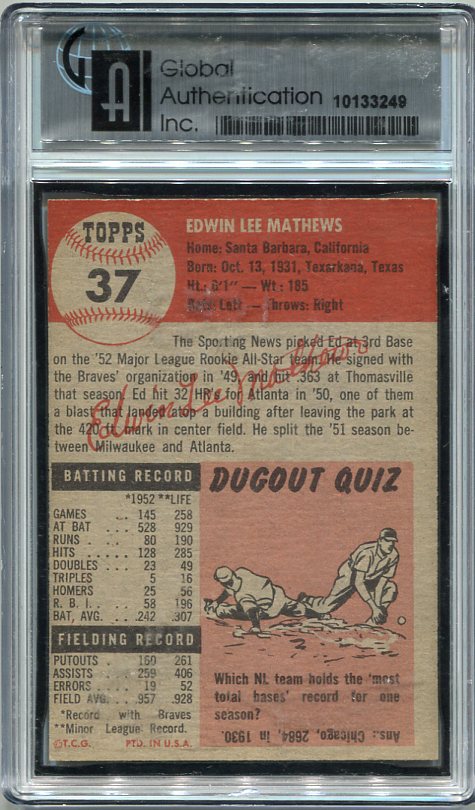 GA
Global
Authentication
Inc.
10133249
TOPPS
37
EDWIN LEE MATHEWS
Home: Santa Barbara, California
Born: Oct. 13, 1931, Texarkana, Texas
Ht.: 6'1" — Wt: 185
Bats: Left - Throws: Right
The Sporting News picked Ed at 3rd Base
on the '52 Major League Rookie All-Star team. He signed
with the Braves' organization in '49, and hit .363 at Thomasville
that season. Ed hit 32 HR's for Atlanta in '50, one of them
a blast that landed atop a building after leaving the park
at the 420 ft. mark in center field. He split the '51 season be-
tween Milwaukee and Atlanta.
Edwin Lee Mathews
BATTING RECORD
*1952 **LIFE
GAMES 145 258
AT BAT 528 929
RUNS 80 190
HITS 128 285
DOUBLES 23 49
TRIPLES 5 16
HOMERS 25 56
R. B. I. 58 196
BAT. AVG. .242 .307
FIELDING RECORD
PUTOUTS 160 261
ASSISTS 259 406
ERRORS 19 52
FIELD AVG. .957 .928
*Record with Braves
**Minor League Record.
©T.C.G. PTD. IN U.S.A.
DUGOUT QUIZ
Which NL team holds the 'most
total bases' record for one
season?
Ans.: Chicago, 2684, in 1930.